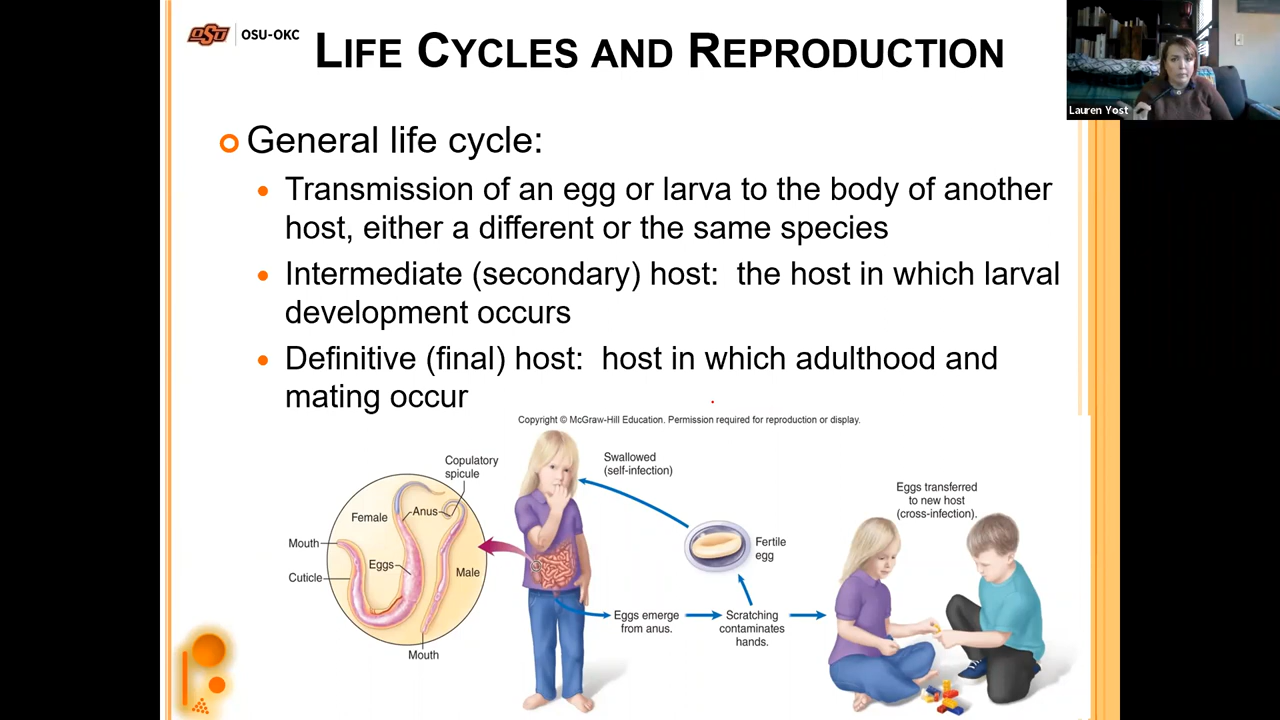 OSU OSU-OKC
LIFE CYCLES AND REPRODUCTION
Lauren Yost
General life cycle:
Transmission of an egg or larva to the body of another
host, either a different or the same species
Intermediate (secondary) host: the host in which larval
development occurs
Definitive (final) host: host in which adulthood and
mating occur
Copyright © McGraw-Hill Education. Permission required for reproduction or display.
Copulatory
spicule
Female
Anus
Mouth
Eggs
Cuticle
Male
Mouth
Swallowed
(self-infection)
Fertile
egg
Eggs emerge
from anus.
Scratching
contaminates
hands.
Eggs transferred
to new host
(cross-infection).